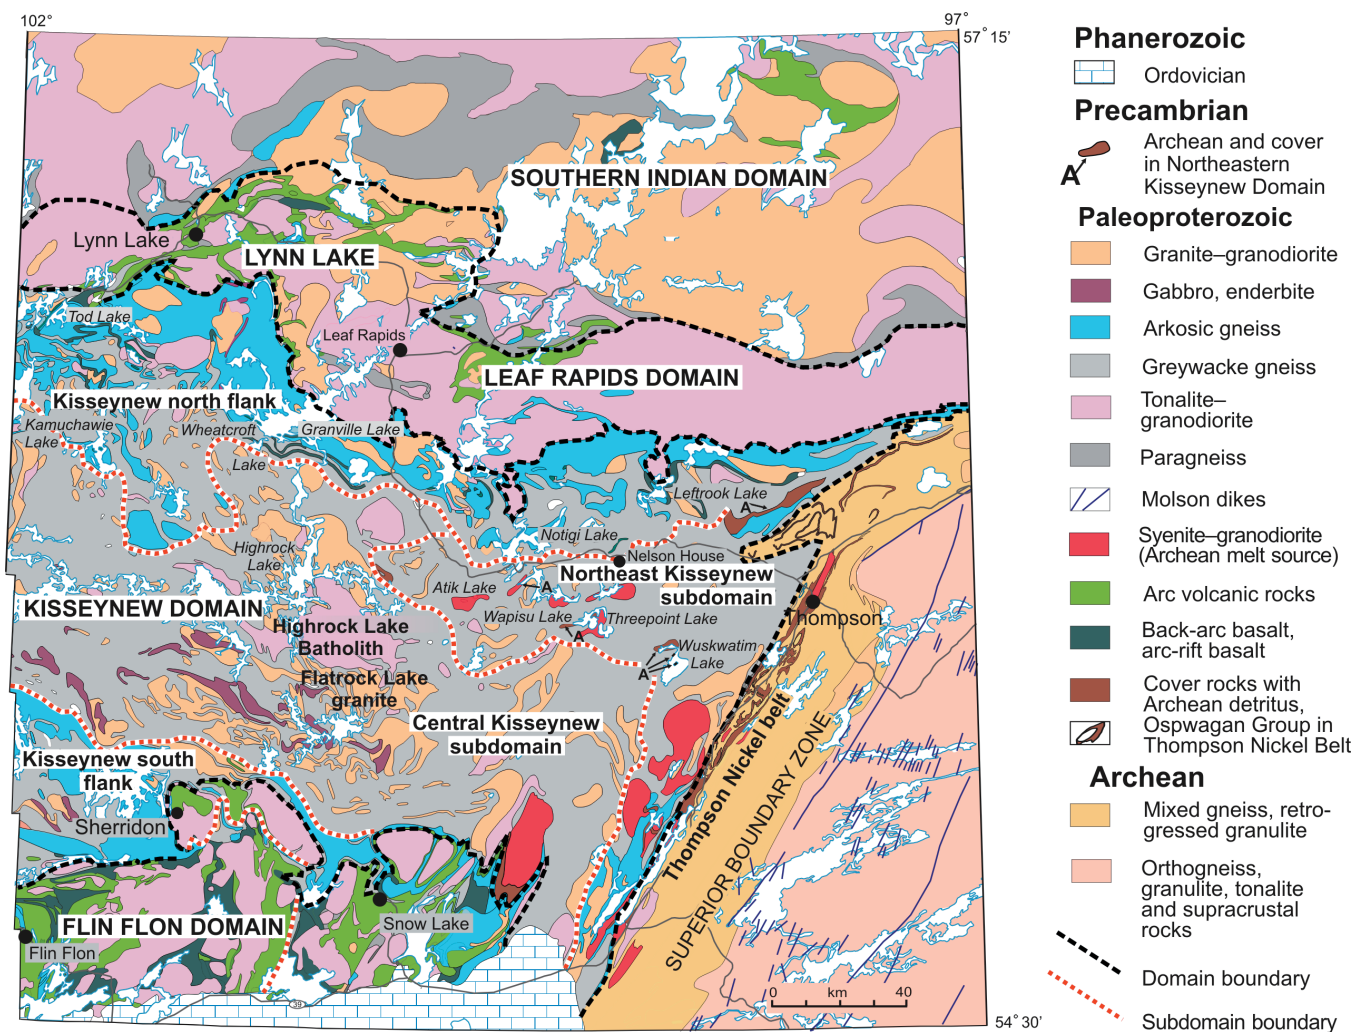 102°
97°
57° 15'
SOUTHERN INDIAN DOMAIN
Lynn Lake
LYNN LAKE
Tod Lake
Leaf Rapids
LEAF RAPIDS DOMAIN
Kisseynew north flank
Kamuchawie
Lake
Wheatcroft
Lake
Granville Lake
Leftrook Lake
A
Notiqi Lake
Highrock
Lake
Nelson House
Northeast Kisseynew
subdomain
Atik Lake
A
KISSEYNEW DOMAIN
Wapisu Lake
Threepoint Lake
Thompson
Highrock Lake
Batholith
A
Wuskwatim
Lake
A
Flatrock Lake
granite
Central Kisseynew
subdomain
Kisseynew south
flank
Thompson Nickel belt
SUPERIOR BOUNDARY ZONE
Sherridon
FLIN FLON DOMAIN
Snow Lake
Flin Flon
39
0 km 40
54° 30'
Phanerozoic
Ordovician
Precambrian
A
Archean and cover
in Northeastern
Kisseynew Domain
Paleoproterozoic
Granite–granodiorite
Gabbro, enderbite
Arkosic gneiss
Greywacke gneiss
Tonalite–
granodiorite
Paragneiss
Molson dikes
Syenite–granodiorite
(Archean melt source)
Arc volcanic rocks
Back-arc basalt,
arc-rift basalt
Cover rocks with
Archean detritus,
Ospwagan Group in
Thompson Nickel Belt
Archean
Mixed gneiss, retro-
gressed granulite
Orthogneiss,
granulite, tonalite
and supracrustal
rocks
Domain boundary
Subdomain boundary